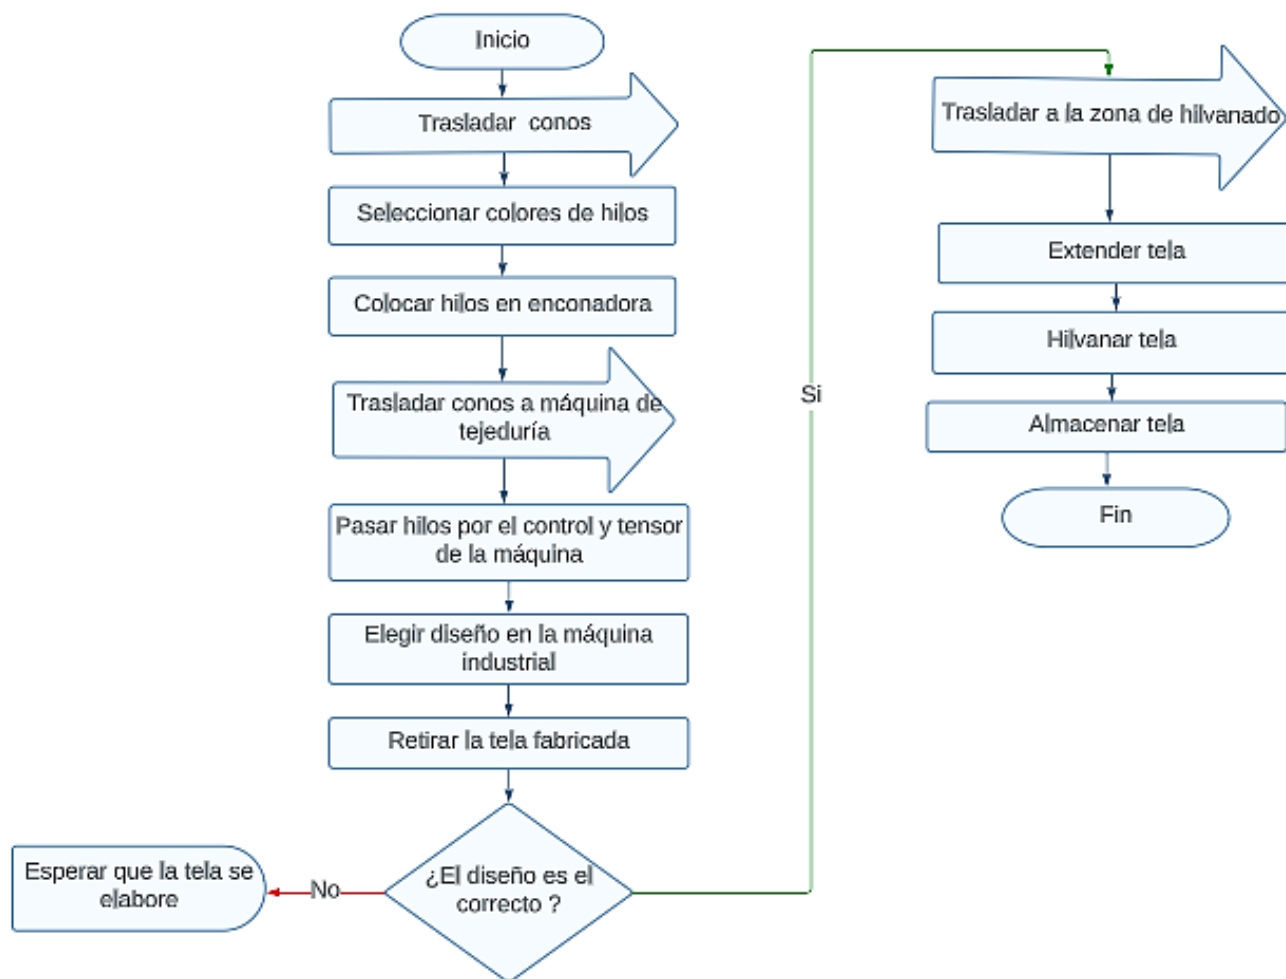 Inicio
Trasladar conos
Seleccionar colores de hilos
Colocar hilos en enconadora
Trasladar conos a máquina de
tejeduría
Pasar hilos por el control y tensor
de la máquina
Elegir diseño en la máquina
industrial
Retirar la tela fabricada
¿El diseño es el
correcto ?
No
Esperar que la tela se
elabore
Si
Trasladar a la zona de hilvanado
Extender tela
Hilvanar tela
Almacenar tela
Fin